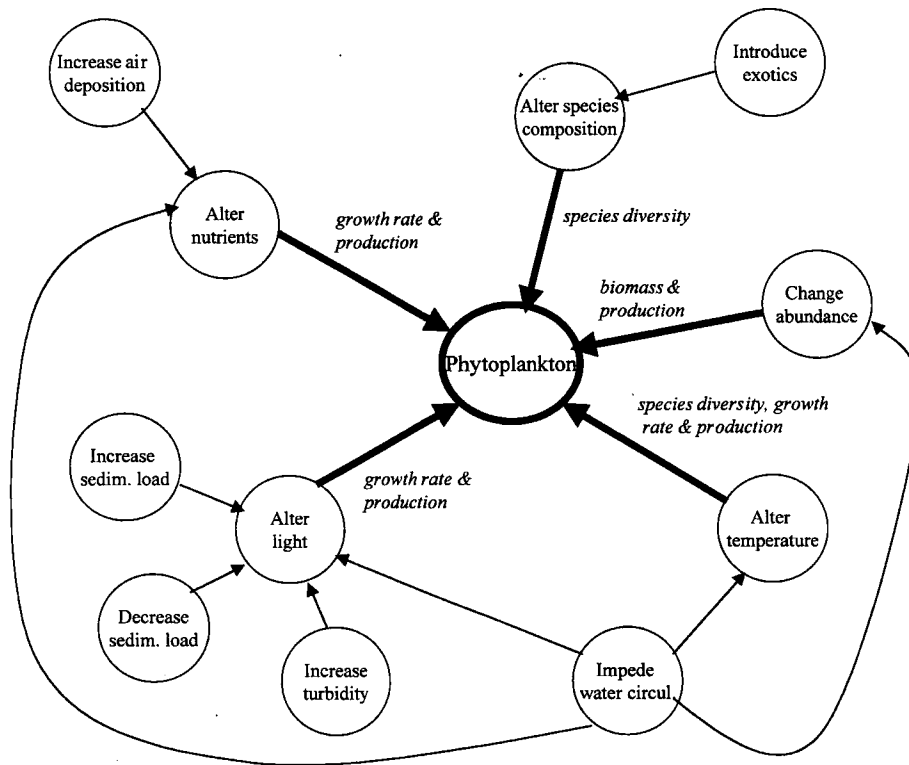 Increase air
deposition
Introduce
exotics
Alter species
composition
Alter
nutrients
growth rate &
production
species diversity
biomass &
production
Change
abundance
Phytoplankton
species diversity, growth
rate & production
Increase
sedim. load
growth rate &
production
Alter
light
Alter
temperature
Decrease
sedim. load
Increase
turbidity
Impede
water circul